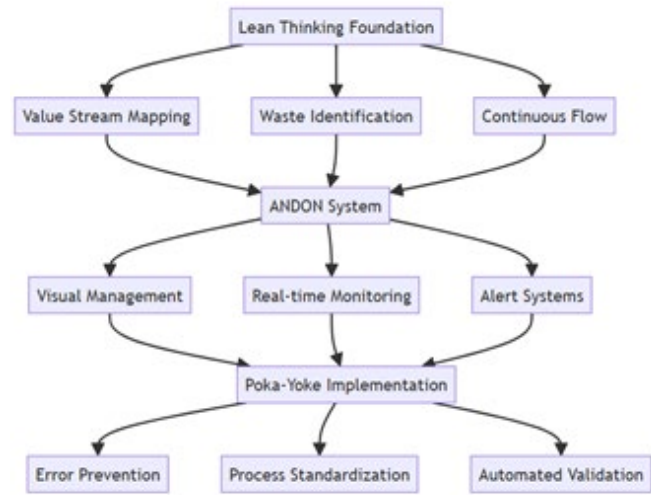 Lean Thinking Foundation
Value Stream Mapping
Waste Identification
Continuous Flow
ANDON System
Visual Management
Real-time Monitoring
Alert Systems
Poka-Yoke Implementation
Error Prevention
Process Standardization
Automated Validation